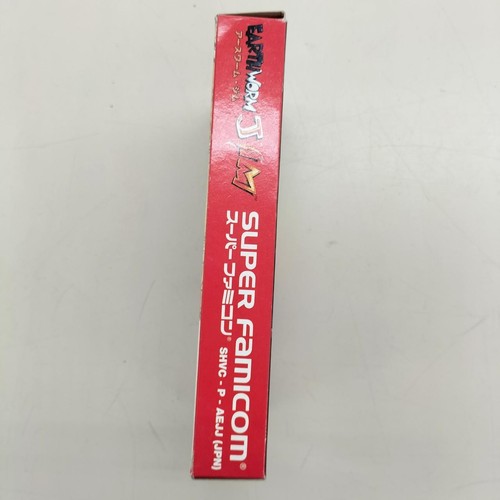 EARTHWORM JIM™
アースワーム・ジム
SUPER FAMICOM®
スーパーファミコン®
SHVC - P - AEJJ (JPN)